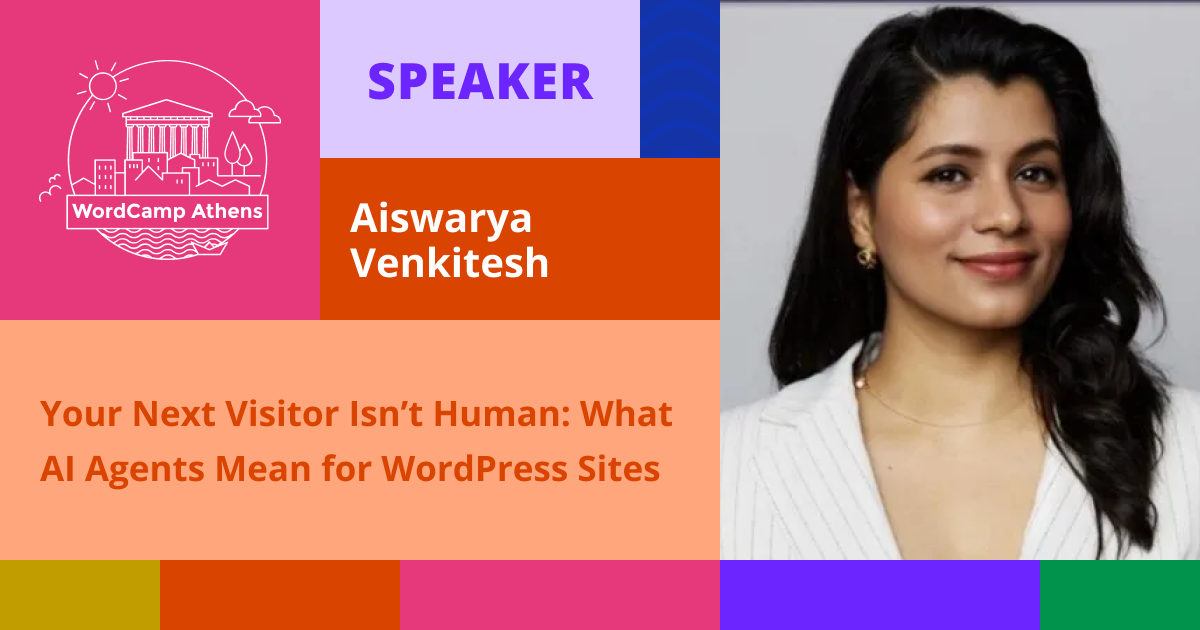 WordCamp Athens
SPEAKER
Aiswarya
Venkitesh
Your Next Visitor Isn’t Human: What
AI Agents Mean for WordPress Sites